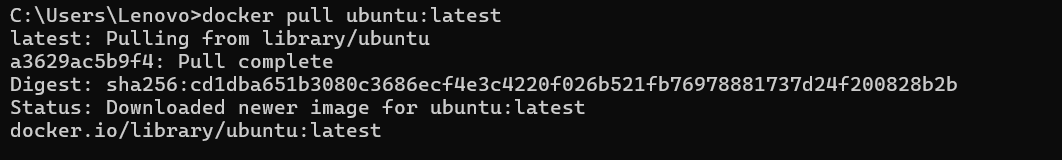 C:\Users\Lenovo>docker pull ubuntu:latest
latest: Pulling from library/ubuntu
a3629ac5b9f4: Pull complete
Digest: sha256:cd1dba651b3080c3686ecf4e3c4220f026b521fb76978881737d24f200828b2b
Status: Downloaded newer image for ubuntu:latest
docker.io/library/ubuntu:latest